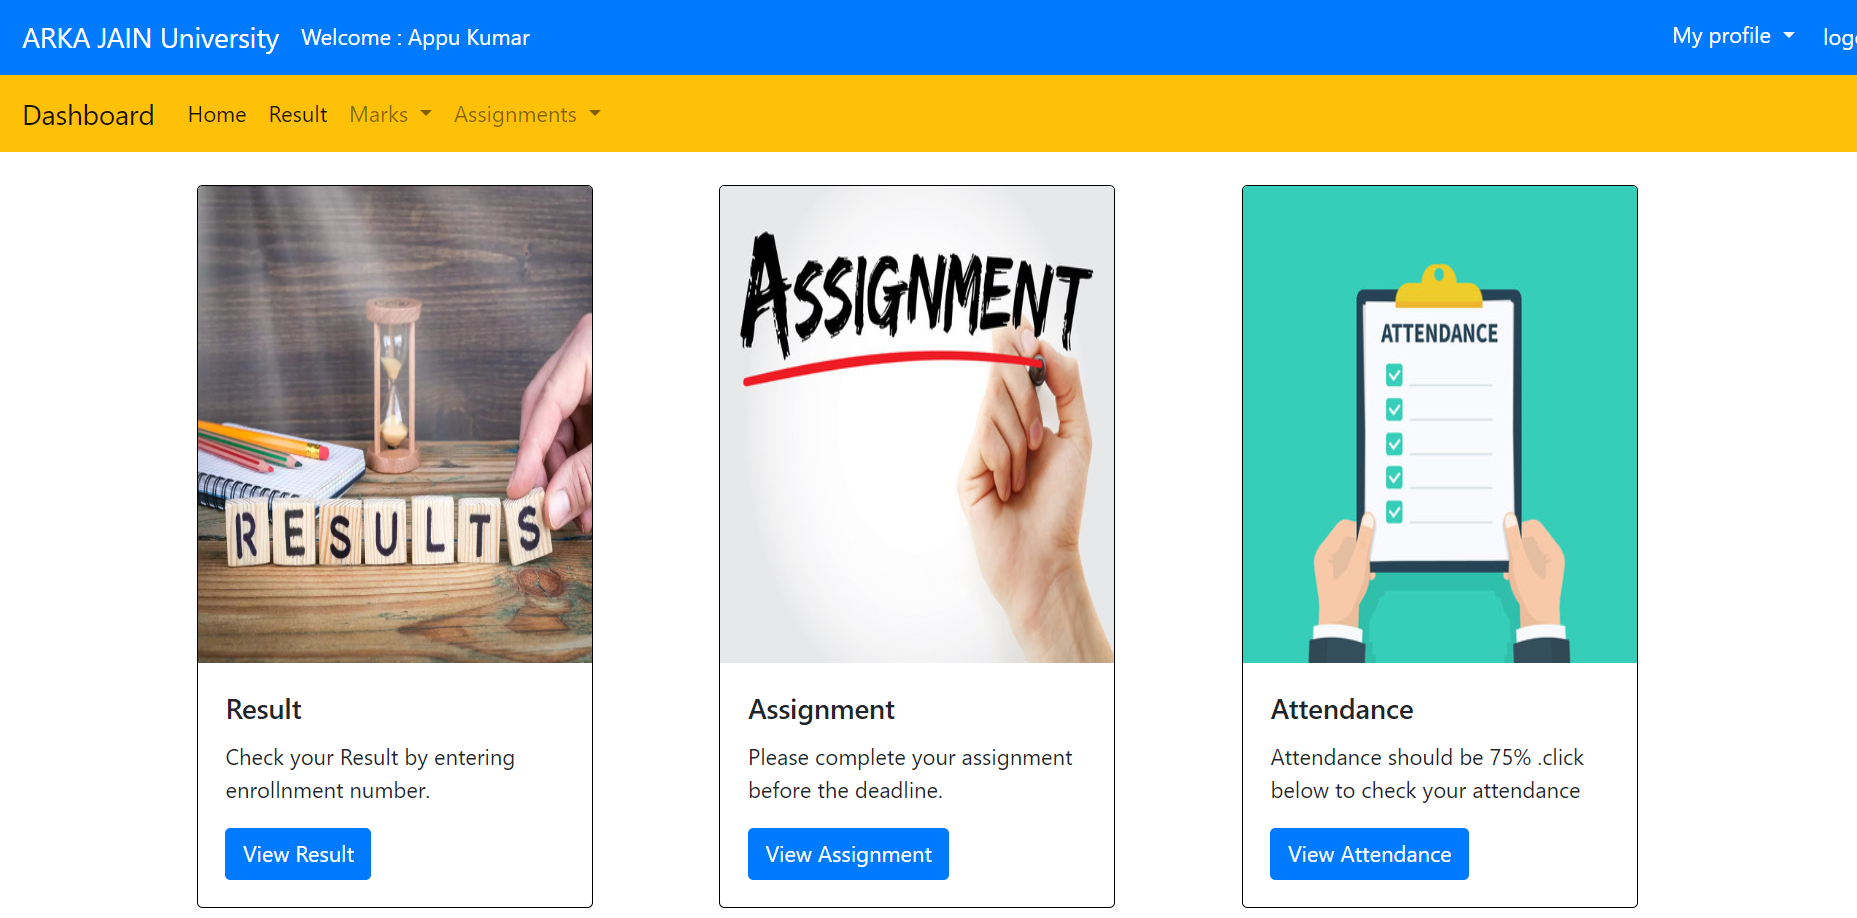 ARKA JAIN University Welcome : Appu Kumar My profile
Dashboard Home Result Marks Assignments
RESULTS
ASSIGNMENT
ATTENDANCE
Result
Check your Result by entering
enrollnment number.
View Result
Assignment
Please complete your assignment
before the deadline.
View Assignment
Attendance
Attendance should be 75% .click
below to check your attendance
View Attendance